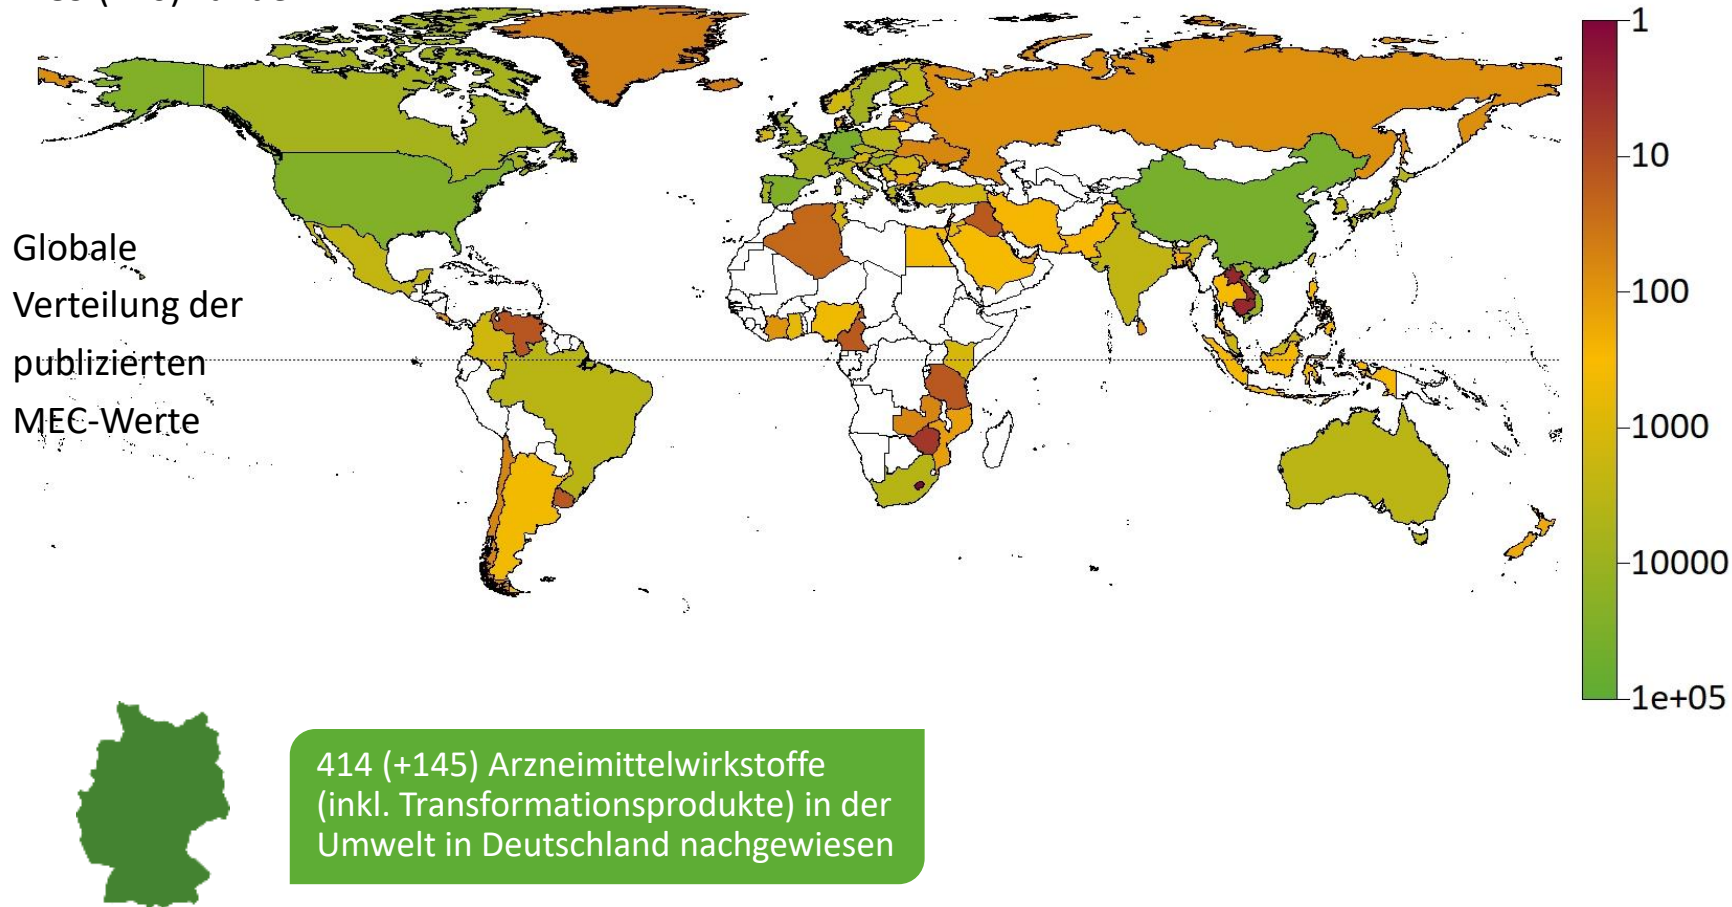 Globale
Verteilung der
publizierten
MEC-Werte
1
10
100
1000
10000
1e+05
414 (+145) Arzneimittelwirkstoffe
(inkl. Transformationsprodukte) in der
Umwelt in Deutschland nachgewiesen